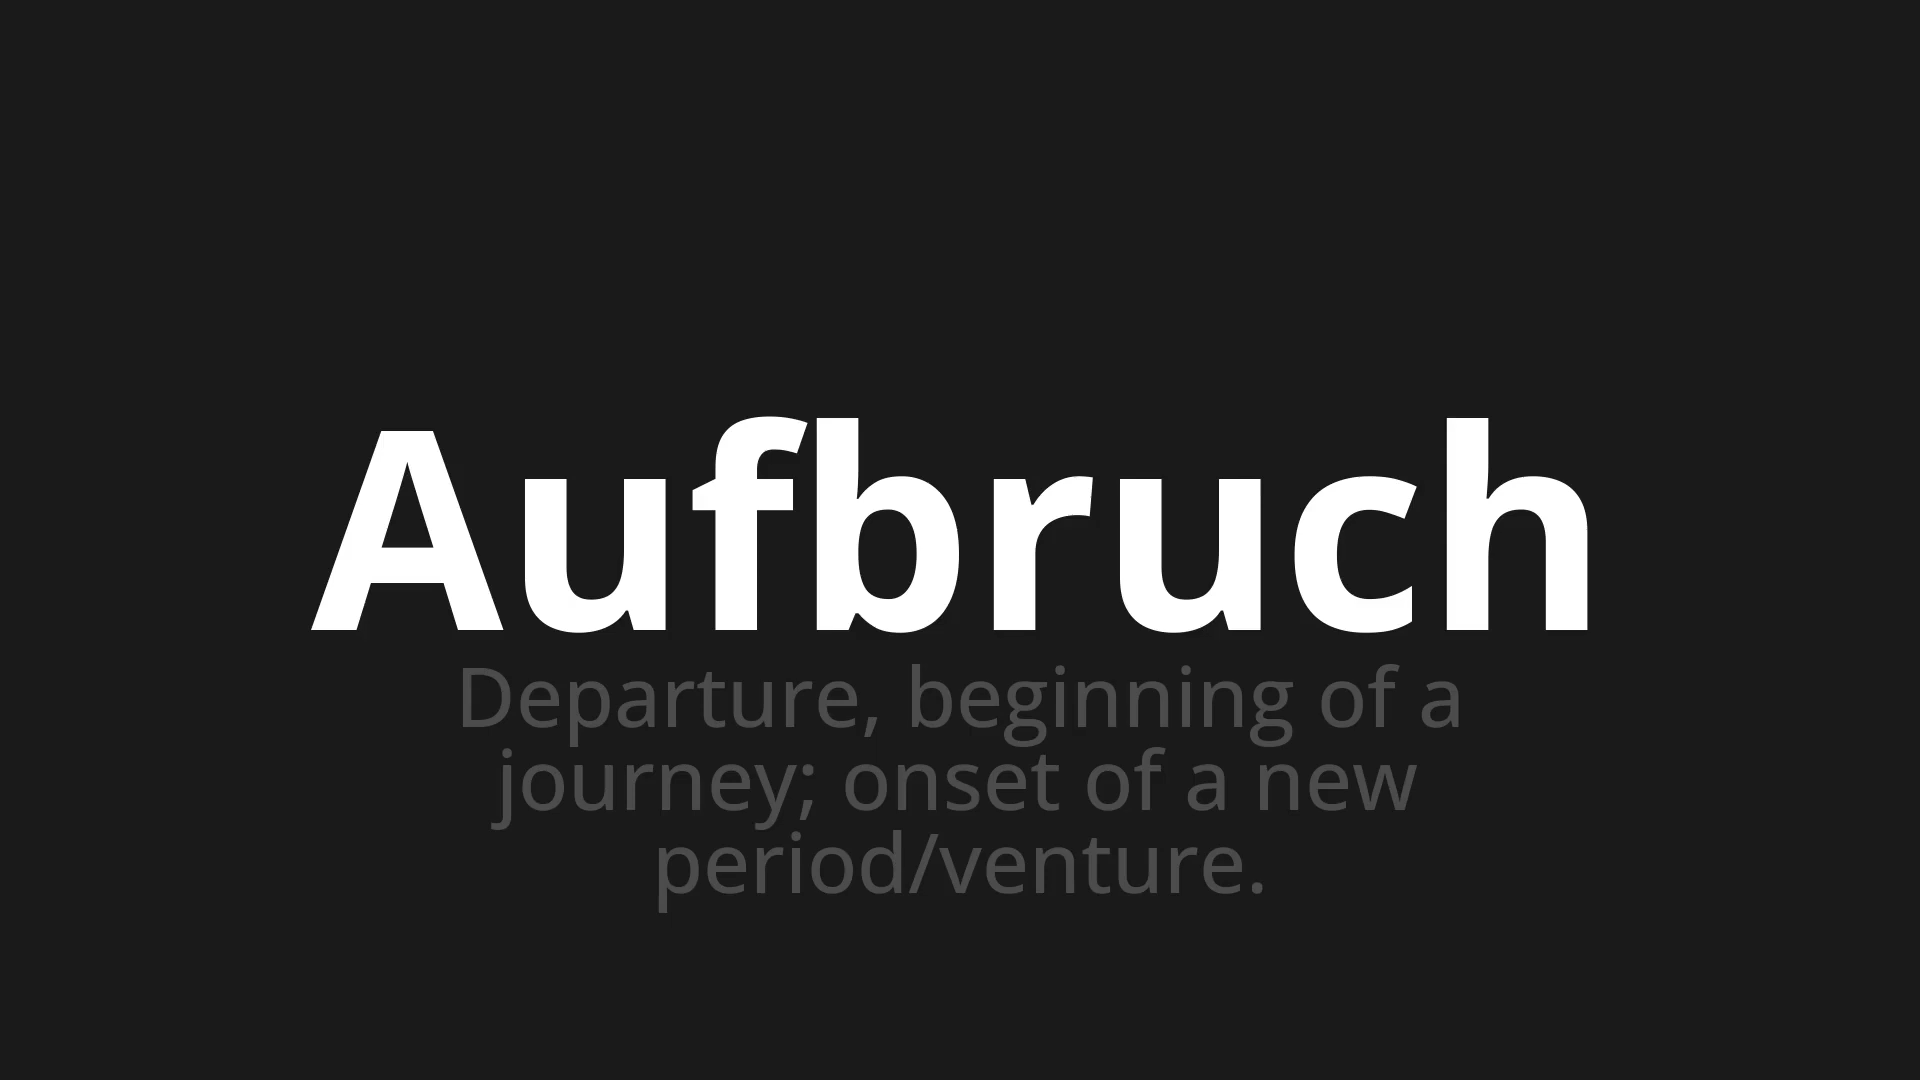 Aufbruch
Departure, beginning of a
journey; onset of a new
period/venture.